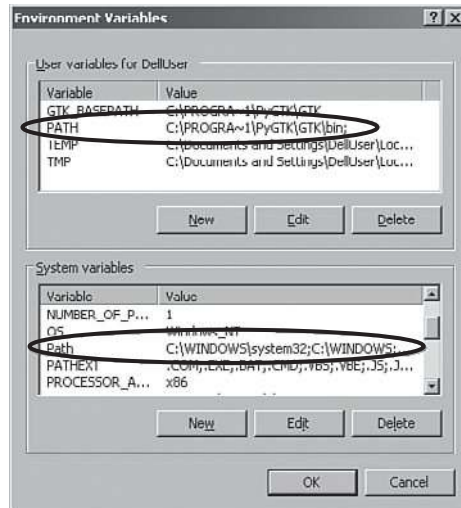 Environment Variables
User variables for DellUser
Variable Value
GTK_BASEPATH C:\PROGRA~1\PyGTK\GTK
PATH C:\PROGRA~1\PyGTK\GTK\bin;
TEMP C:\Documents and Settings\DellUser\Loc...
TMP C:\Documents and Settings\DellUser\Loc...
New Edit Delete
System variables
Variable Value
NUMBER_OF_P... 1
OS Windows_NT
Path C:\WINDOWS\system32;C:\WINDOWS;...
PATHEXT .COM;.EXE;.BAT;.CMD;.VBS;.VBE;.JS;.J...
PROCESSOR_A... x86
New Edit Delete
OK Cancel